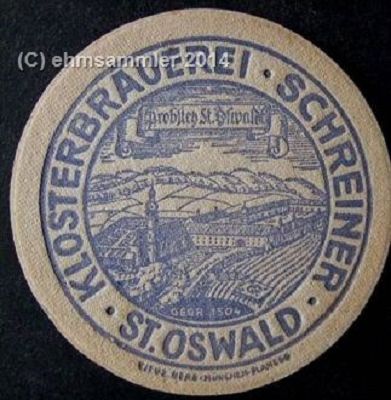 (C) ehmsammler 2014
KLOSTERBRAUEREI · SCHREINER ·
Probstey St. Oswald
GEGR. 1504
ST. OSWALD